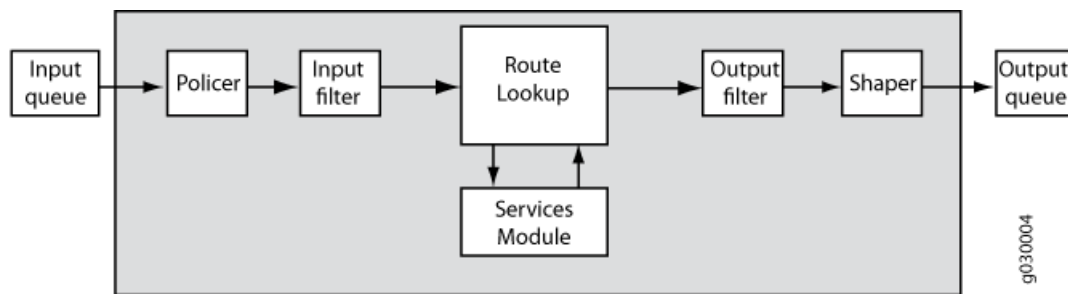 Input
queue
Policer
Input
filter
Route
Lookup
Output
filter
Shaper
Output
queue
Services
Module
g030004